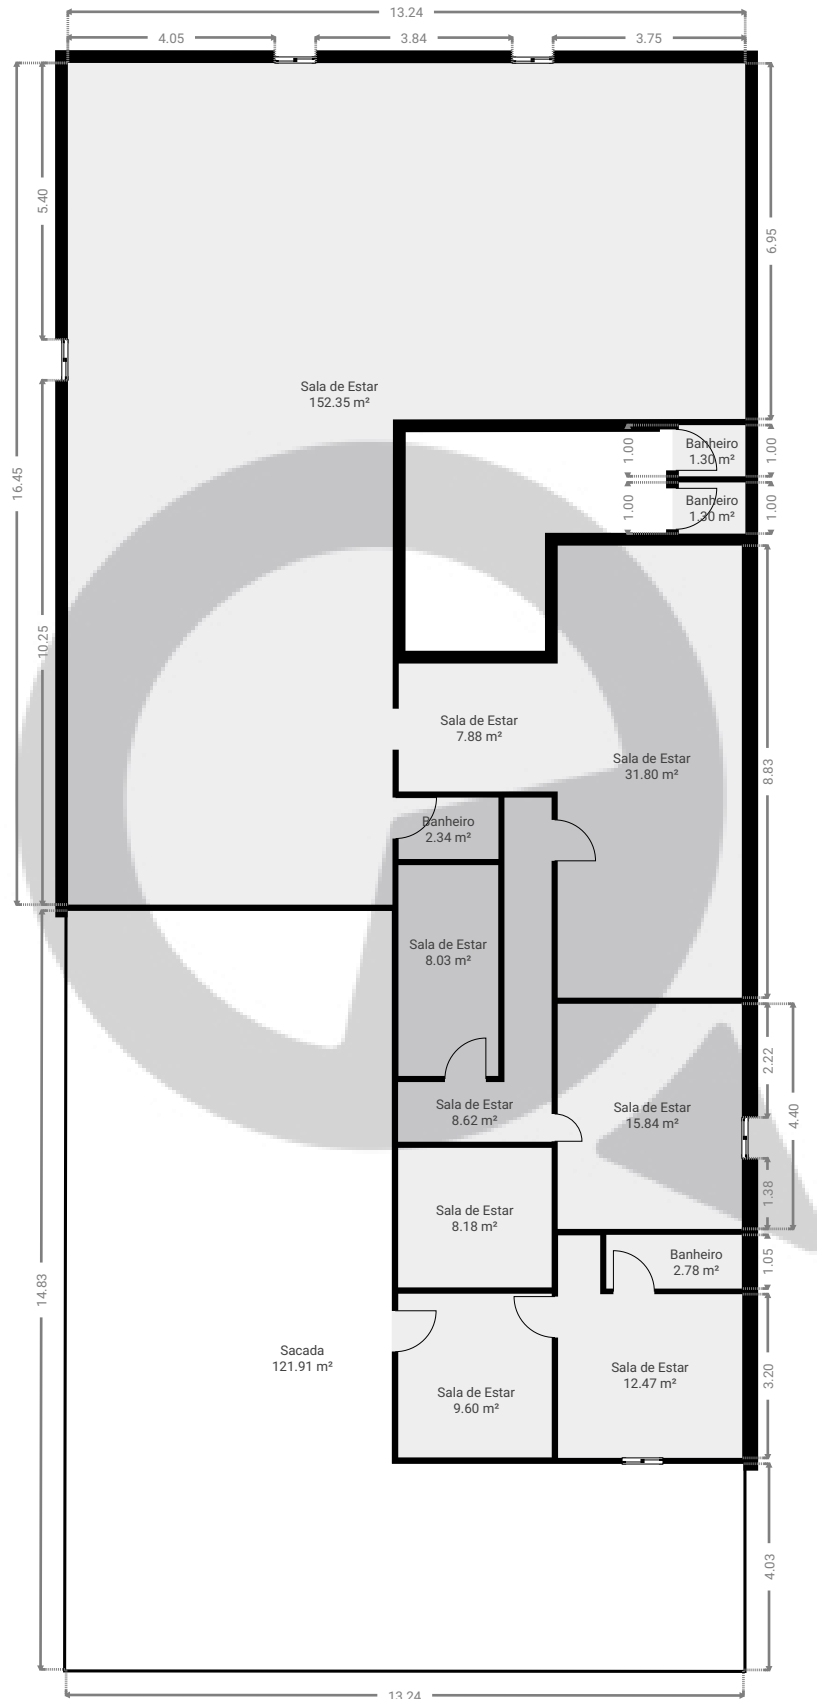 13.24
4.05
3.84
3.75
5.40
6.95
16.45
Sala de Estar
152.35 m²
1.00
Banheiro
1.30 m²
1.00
1.00
Banheiro
1.30 m²
1.00
10.25
Sala de Estar
7.88 m²
Sala de Estar
31.80 m²
8.83
Banheiro
2.34 m²
Sala de Estar
8.03 m²
2.22
Sala de Estar
8.62 m²
Sala de Estar
15.84 m²
4.40
1.38
Sala de Estar
8.18 m²
Banheiro
2.78 m²
1.05
14.83
Sacada
121.91 m²
Sala de Estar
12.47 m²
3.20
Sala de Estar
9.60 m²
4.03
13.24